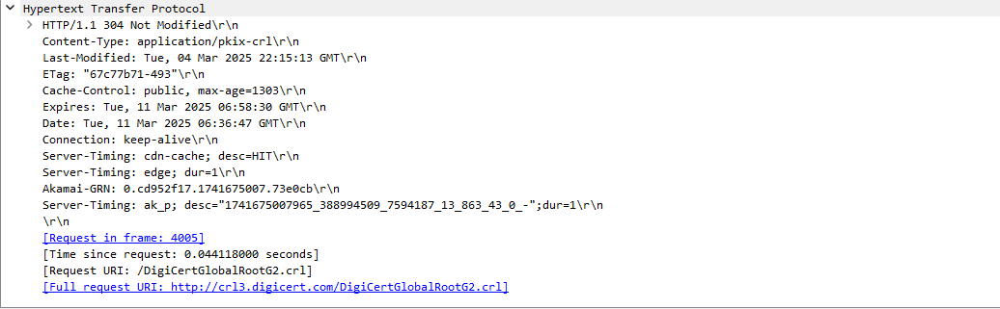 Hypertext Transfer Protocol
HTTP/1.1 304 Not Modified\r\n
Content-Type: application/pkix-crl\r\n
Last-Modified: Tue, 04 Mar 2025 22:15:13 GMT\r\n
ETag: "67c77b71-493"\r\n
Cache-Control: public, max-age=1303\r\n
Expires: Tue, 11 Mar 2025 06:58:30 GMT\r\n
Date: Tue, 11 Mar 2025 06:36:47 GMT\r\n
Connection: keep-alive\r\n
Server-Timing: cdn-cache; desc=HIT\r\n
Server-Timing: edge; dur=1\r\n
Akamai-GRN: 0.cd952f17.1741675007.73e0cb\r\n
Server-Timing: ak_p; desc="1741675007965_388994509_7594187_13_863_43_0_-";dur=1\r\n
\r\n
[Request in frame: 4005]
[Time since request: 0.044118000 seconds]
[Request URI: /DigiCertGlobalRootG2.crl]
[Full request URI: http://crl3.digicert.com/DigiCertGlobalRootG2.crl]